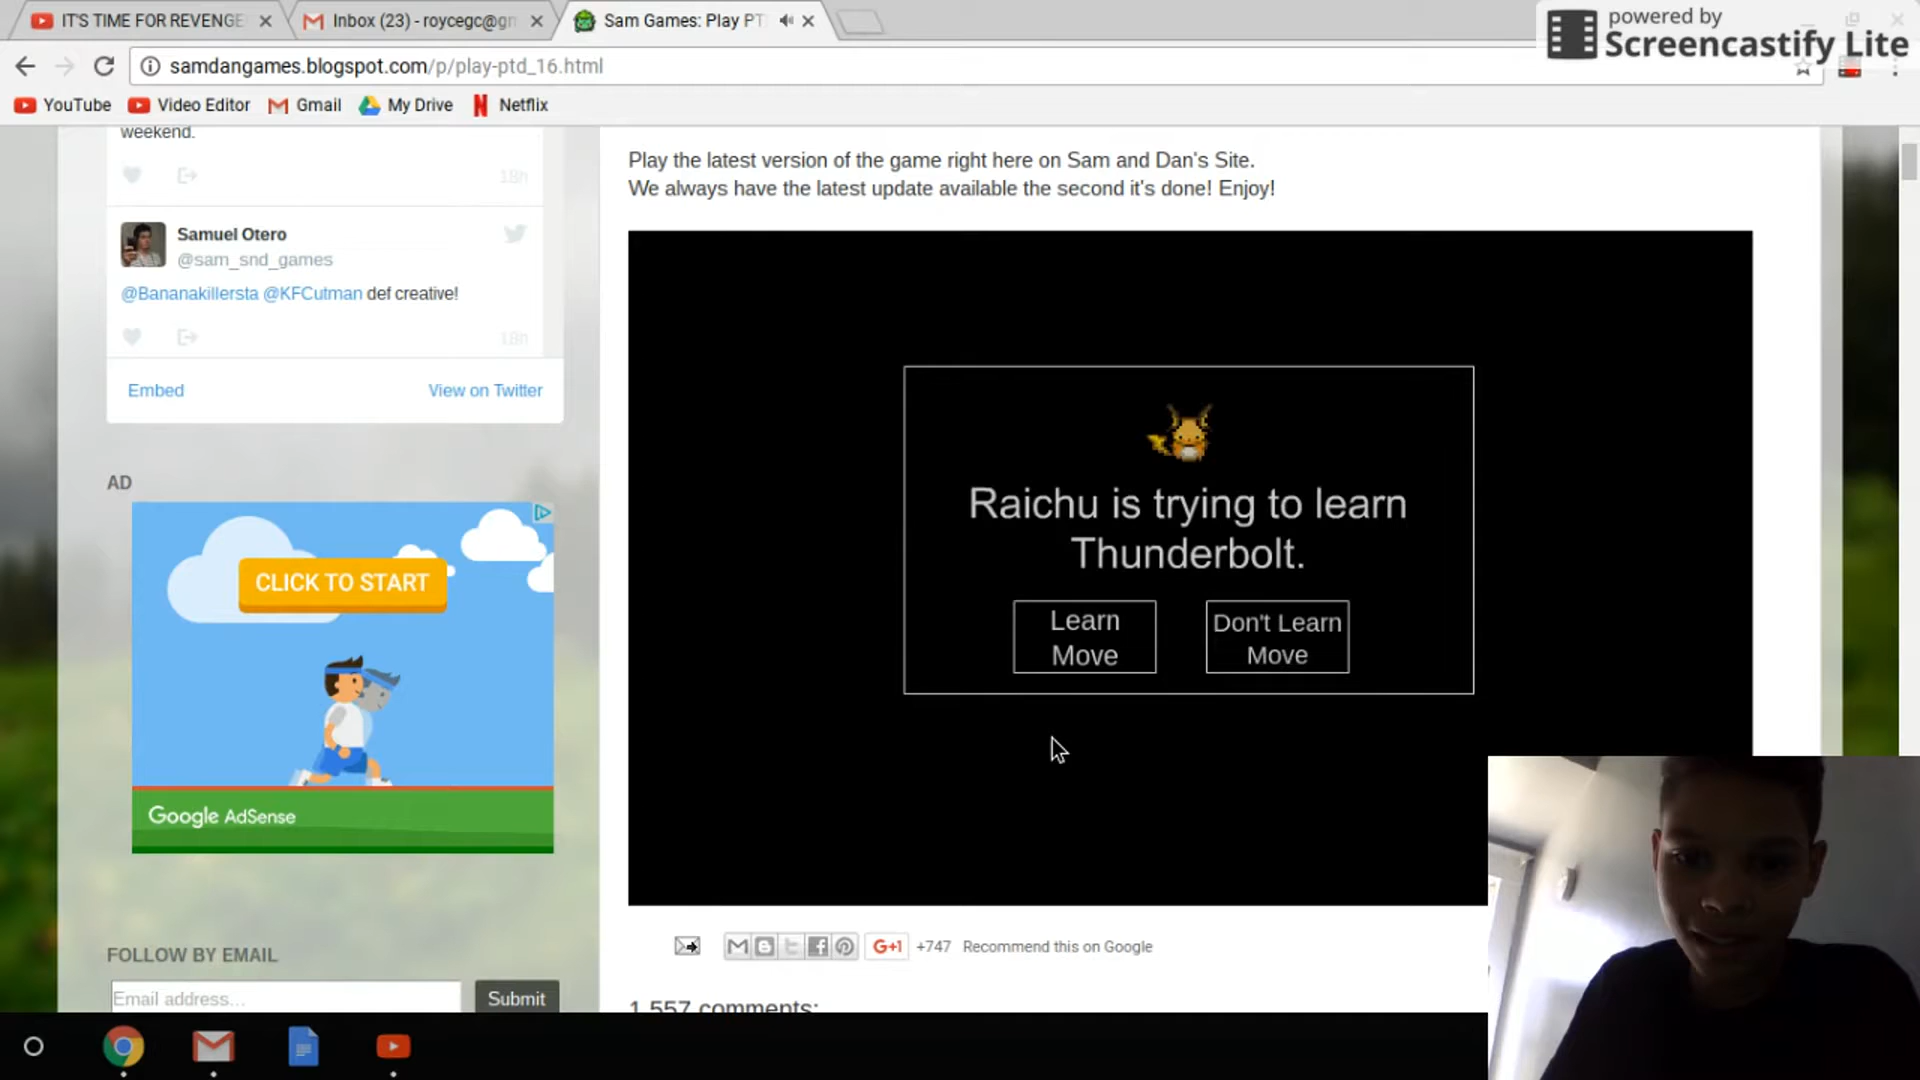 IT'S TIME FOR REVENGE
Inbox (23) - roycegc@gm
Sam Games: Play PT
powered by
Screencastify Lite
samdangames.blogspot.com/p/play-ptd_16.html
YouTube
Video Editor
Gmail
My Drive
Netflix
weekend.
18h
Samuel Otero
@sam_snd_games
@Bananakillersta @KFCutman def creative!
18h
Embed
View on Twitter
AD
CLICK TO START
Google AdSense
FOLLOW BY EMAIL
Email address...
Submit
Play the latest version of the game right here on Sam and Dan's Site.
We always have the latest update available the second it's done! Enjoy!
Raichu is trying to learn
Thunderbolt.
Learn
Move
Don't Learn
Move
G+1
+747
Recommend this on Google
1,557 comments: